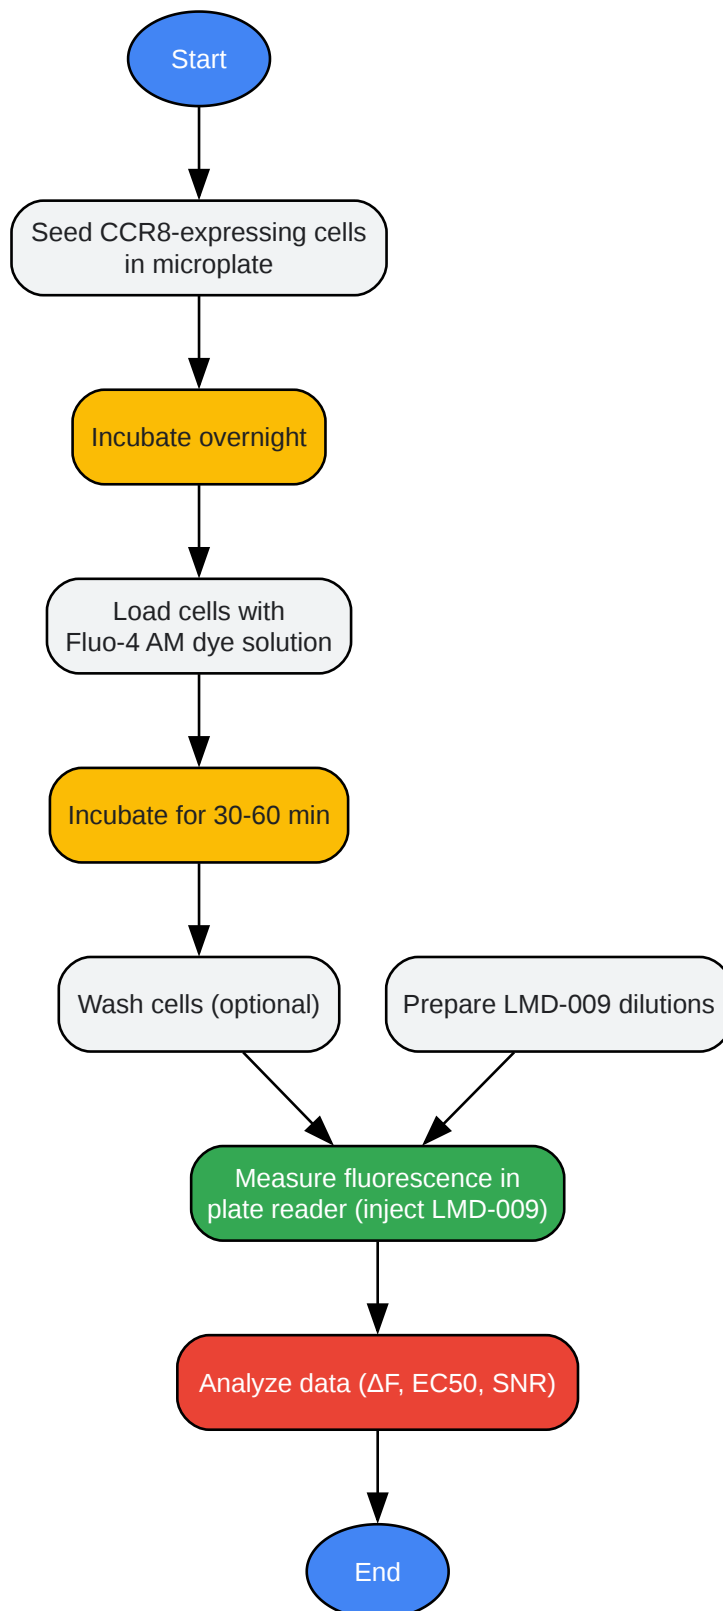 Start
Seed CCR8-expressing cells
in microplate
Incubate overnight
Load cells with
Fluo-4 AM dye solution
Incubate for 30-60 min
Wash cells (optional)
Prepare LMD-009 dilutions
Measure fluorescence in
plate reader (inject LMD-009)
Analyze data (ΔF, EC50, SNR)
End